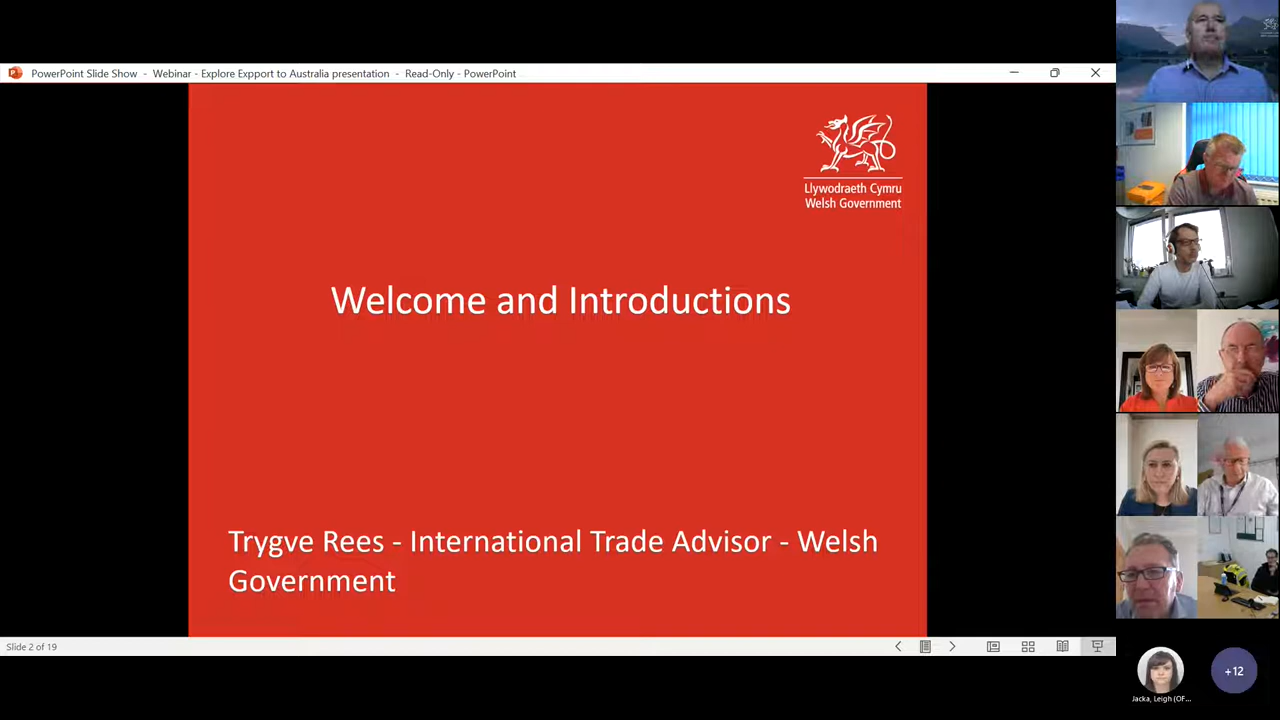 PowerPoint Slide Show - Webinar - Explore Expport to Australia presentation - Read-Only - PowerPoint
Llywodraeth Cymru
Welsh Government
Welcome and Introductions
Trygve Rees - International Trade Advisor - Welsh
Government
Slide 2 of 19
+12
Jacka, Leigh (OF...